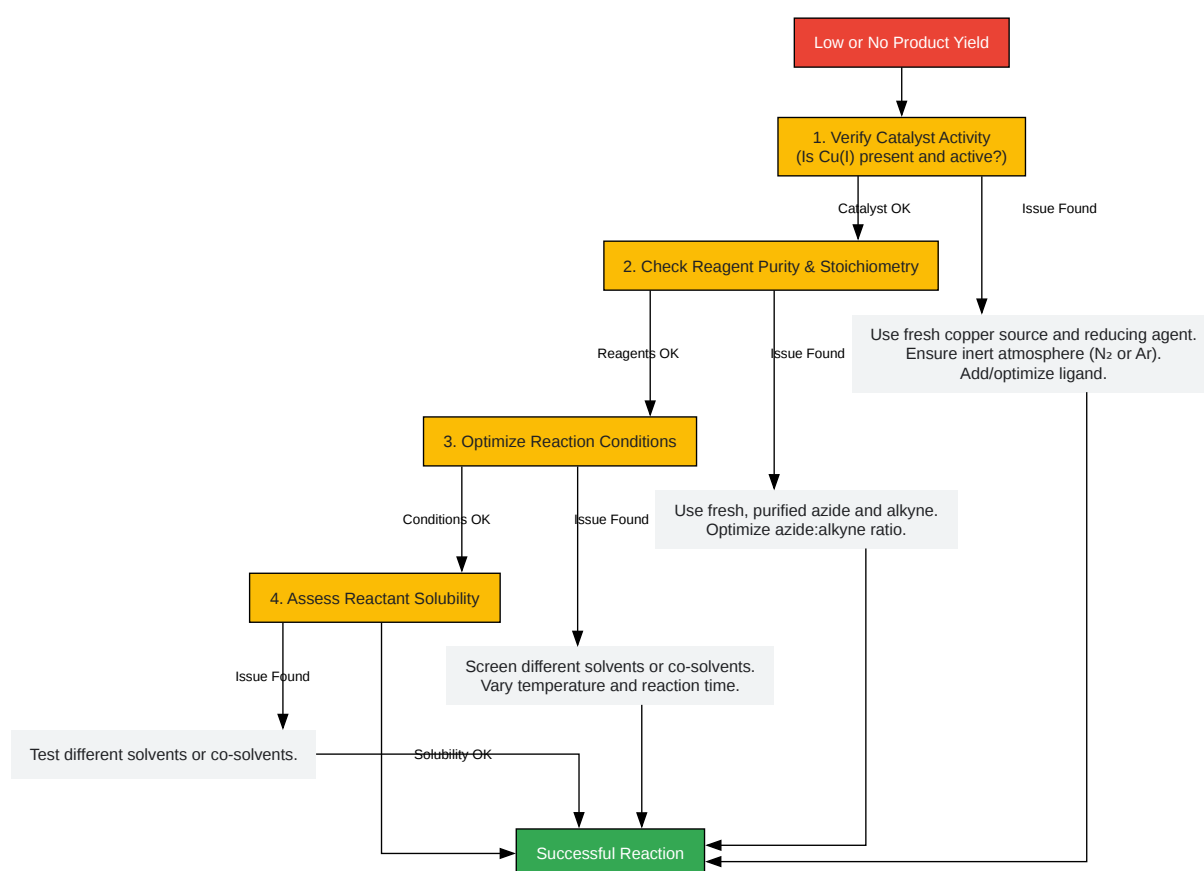 Low or No Product Yield
1. Verify Catalyst Activity
(Is Cu(I) present and active?)
Catalyst OK
Issue Found
2. Check Reagent Purity & Stoichiometry
Use fresh copper source and reducing agent.
Ensure inert atmosphere (N₂ or Ar).
Add/optimize ligand.
Reagents OK
Issue Found
3. Optimize Reaction Conditions
Use fresh, purified azide and alkyne.
Optimize azide:alkyne ratio.
Conditions OK
Issue Found
4. Assess Reactant Solubility
Screen different solvents or co-solvents.
Vary temperature and reaction time.
Issue Found
Test different solvents or co-solvents.
Solubility OK
Successful Reaction